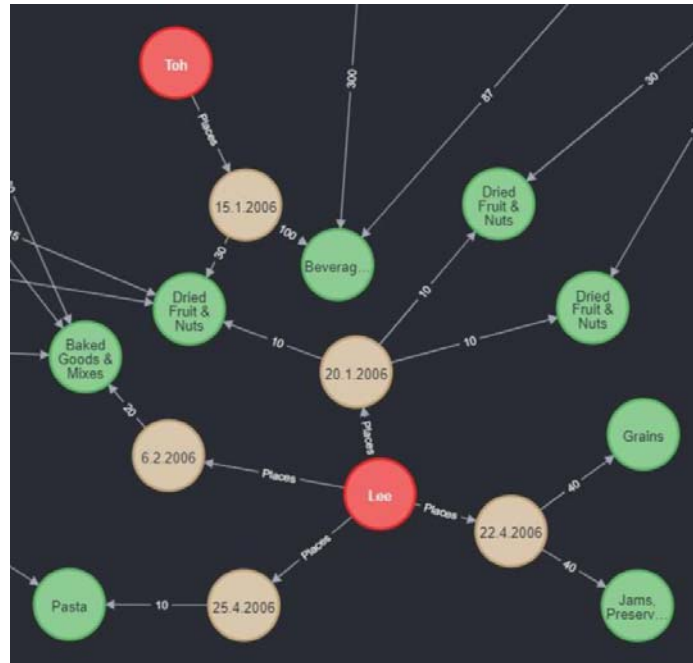 Toh
Places
300
87
30
15.1.2006
100
30
Dried
Fruit &
Nuts
Beverag...
15
Dried
Fruit &
Nuts
10
Dried
Fruit &
Nuts
Baked
Goods &
Mixes
10
10
20.1.2006
20
Places
6.2.2006
Places
Lee
Places
Grains
40
22.4.2006
40
Places
Pasta
10
25.4.2006
Jams,
Preserv...